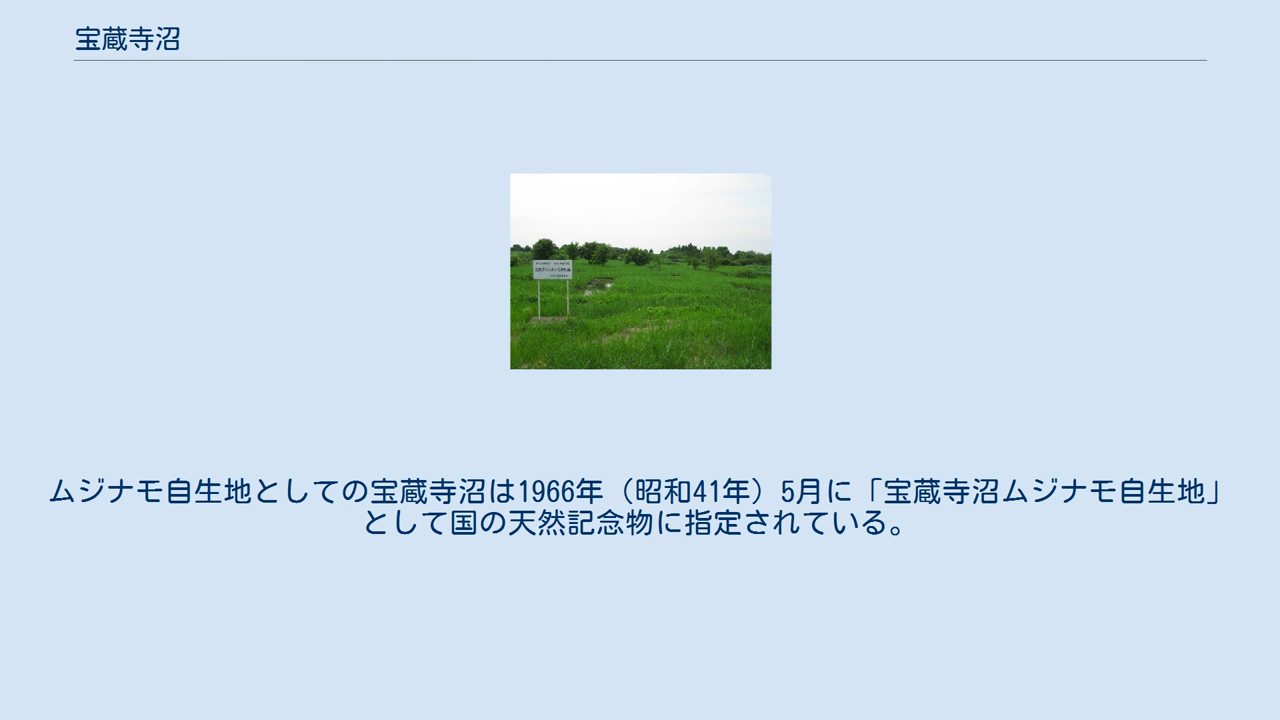 宝蔵寺沼
ムジナモ自生地としての宝蔵寺沼は1966年（昭和41年）5月に「宝蔵寺沼ムジナモ自生地」
として国の天然記念物に指定されている。